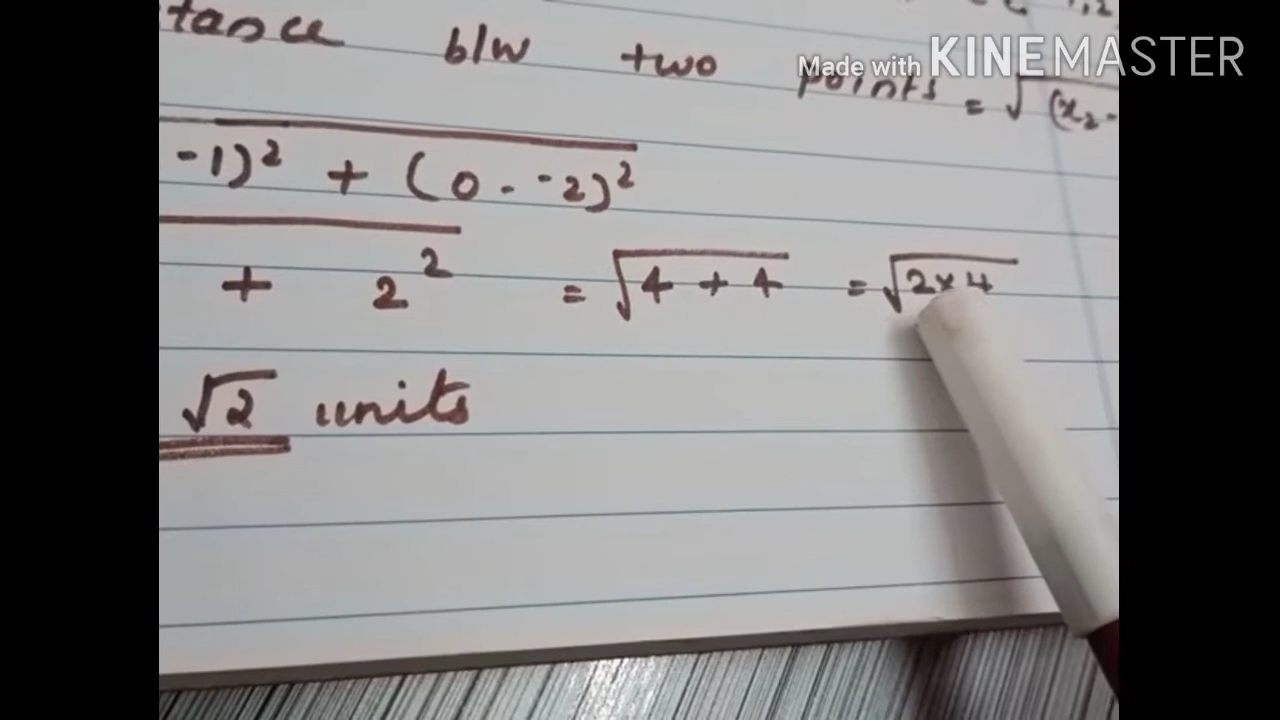 Made with KINEMASTER
tance b/w two points = √(x₂-
-1)² + (0 - -2)²
+ 2² = √4 + 4 = √2×4
√2 units